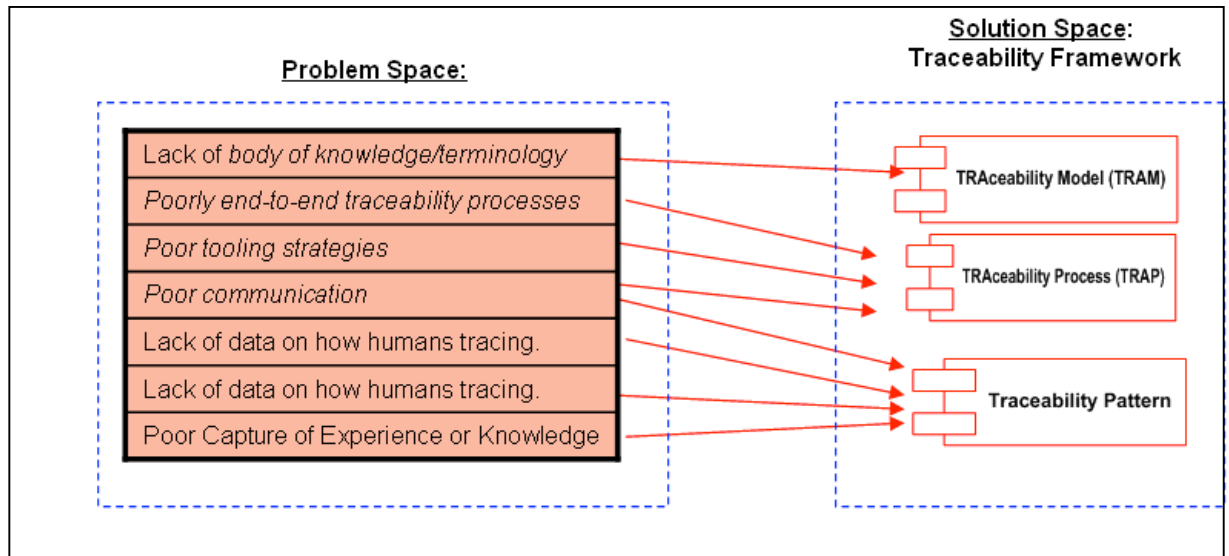 Problem Space:
Solution Space:
Traceability Framework
Lack of body of knowledge/terminology
Poorly end-to-end traceability processes
Poor tooling strategies
Poor communication
Lack of data on how humans tracing.
Lack of data on how humans tracing.
Poor Capture of Experience or Knowledge
TRAceability Model (TRAM)
TRAceability Process (TRAP)
Traceability Pattern